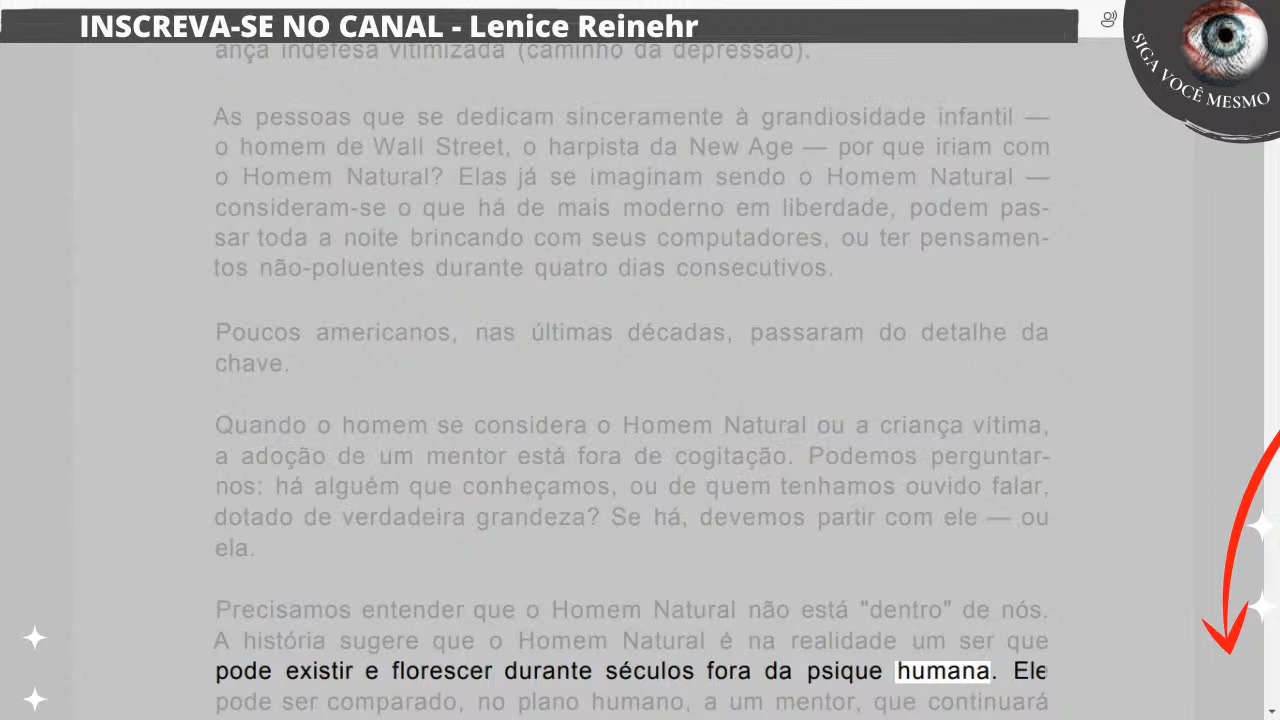 INSCREVA-SE NO CANAL - Lenice Reinehr
SIGA VOCÊ MESMO
ança indefesa vitimizada (caminho da depressão).
As pessoas que se dedicam sinceramente à grandiosidade infantil —
o homem de Wall Street, o harpista da New Age — por que iriam com
o Homem Natural? Elas já se imaginam sendo o Homem Natural —
consideram-se o que há de mais moderno em liberdade, podem pas-
sar toda a noite brincando com seus computadores, ou ter pensamen-
tos não-poluentes durante quatro dias consecutivos.
Poucos americanos, nas últimas décadas, passaram do detalhe da
chave.
Quando o homem se considera o Homem Natural ou a criança vítima,
a adoção de um mentor está fora de cogitação. Podemos perguntar-
nos: há alguém que conheçamos, ou de quem tenhamos ouvido falar,
dotado de verdadeira grandeza? Se há, devemos partir com ele — ou
ela.
Precisamos entender que o Homem Natural não está "dentro" de nós.
A história sugere que o Homem Natural é na realidade um ser que
pode existir e florescer durante séculos fora da psique humana. Ele
pode ser comparado, no plano humano, a um mentor, que continuará